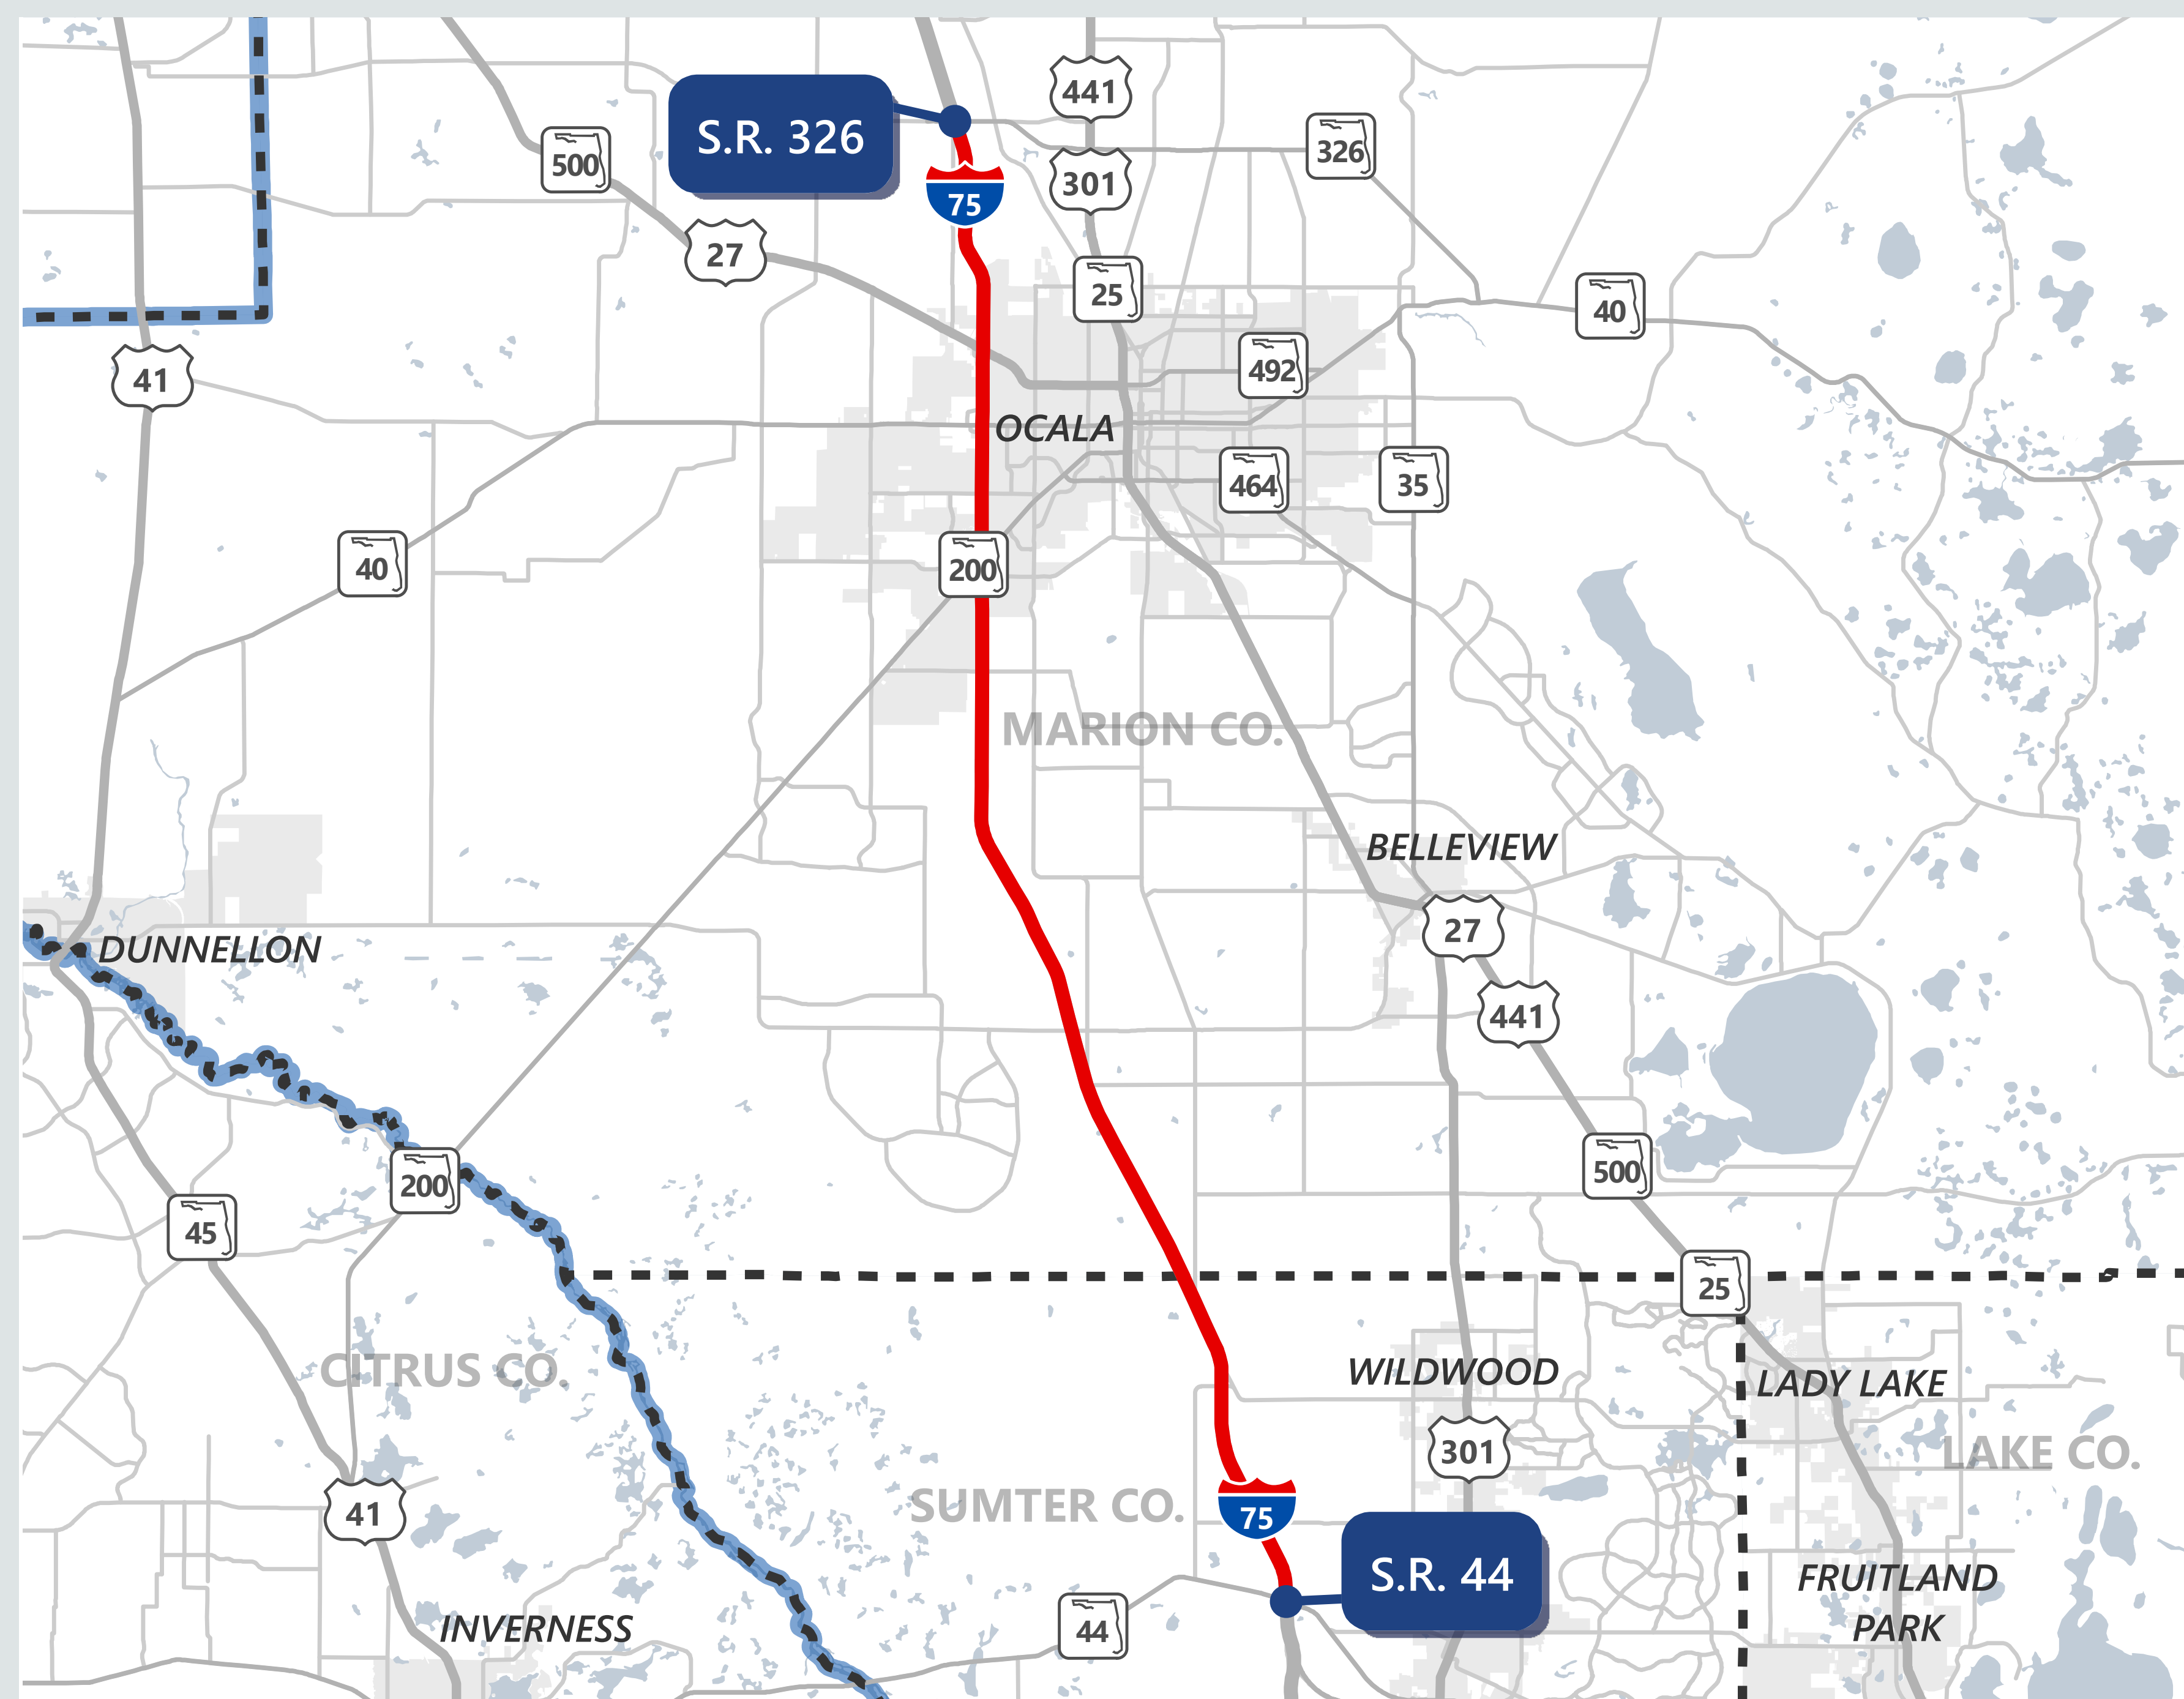 441
S.R. 326
326
500
301
75
27
25
40
492
41
OCALA
464
35
40
200
MARION CO.
BELLEVIEW
27
DUNNELLON
441
500
200
45
25
CITRUS CO.
WILDWOOD
LADY LAKE
301
LAKE CO.
SUMTER CO.
41
75
S.R. 44
FRUITLAND
PARK
INVERNESS
44